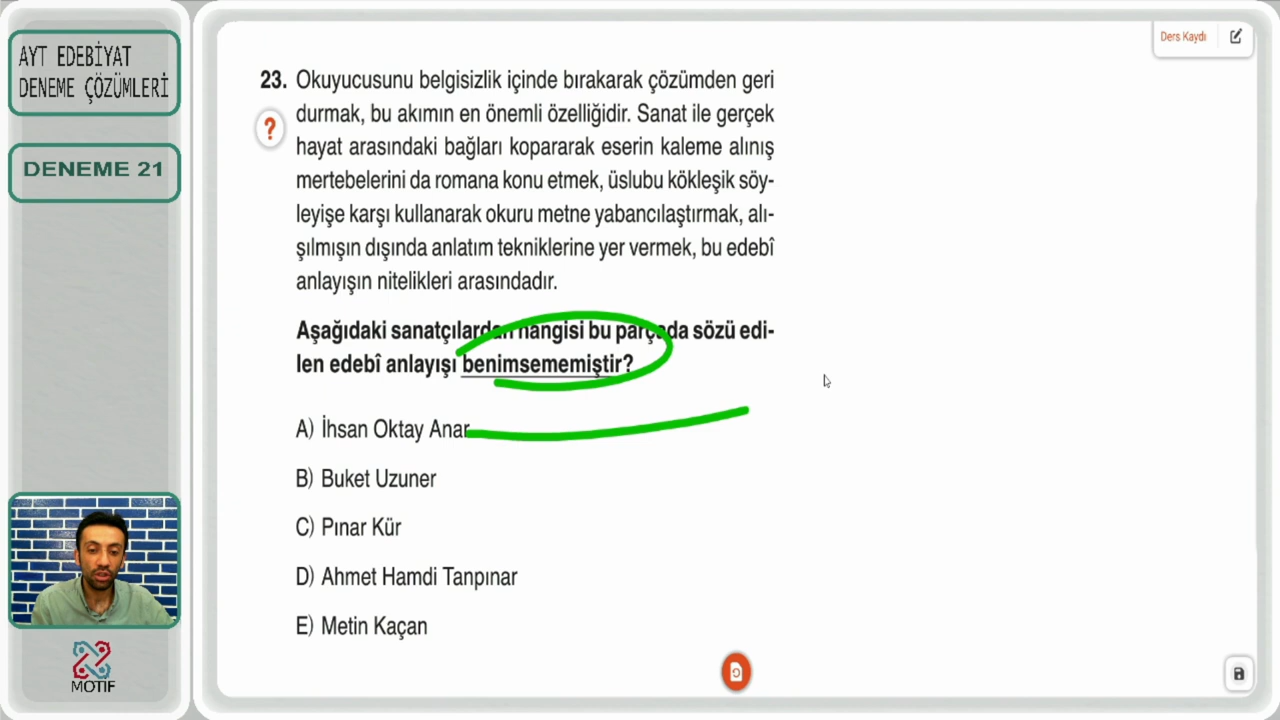 AYT EDEBİYAT
DENEME ÇÖZÜMLERİ
DENEME 21
MOTIF
Ders Kaydı
23. Okuyucusunu belgisizlik içinde bırakarak çözümden geri
durmak, bu akımın en önemli özelliğidir. Sanat ile gerçek
hayat arasındaki bağları kopararak eserin kaleme alınış
mertebelerini da romana konu etmek, üslubu kökleşik söy-
leyişe karşı kullanarak okuru metne yabancılaştırmak, alı-
şılmışın dışında anlatım tekniklerine yer vermek, bu edebî
anlayışın nitelikleri arasındadır.
?
Aşağıdaki sanatçılardan hangisi bu parçada sözü edi-
len edebî anlayışı benimsememiştir?
A) İhsan Oktay Anar
B) Buket Uzuner
C) Pınar Kür
D) Ahmet Hamdi Tanpınar
E) Metin Kaçan